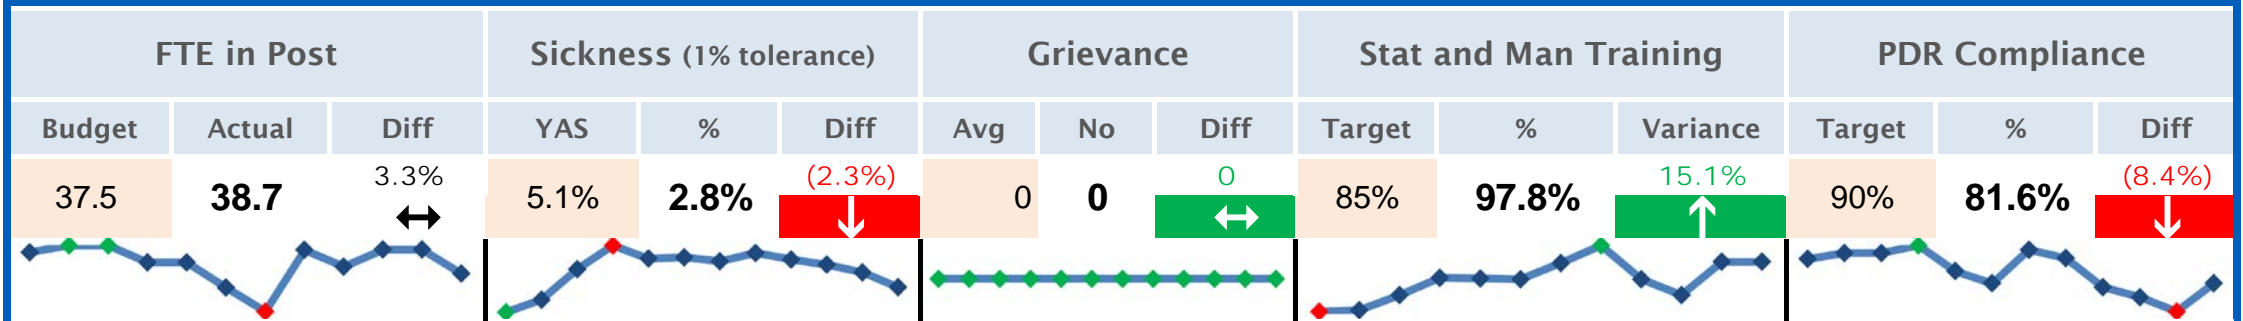 FTE in Post Sickness (1% tolerance) Grievance Stat and Man Training PDR Compliance
Budget Actual Diff YAS % Diff Avg No Diff Target % Variance Target % Diff
37.5 38.7 3.3% 5.1% 2.8% (2.3%) 0 0 0 85% 97.8% 15.1% 90% 81.6% (8.4%)